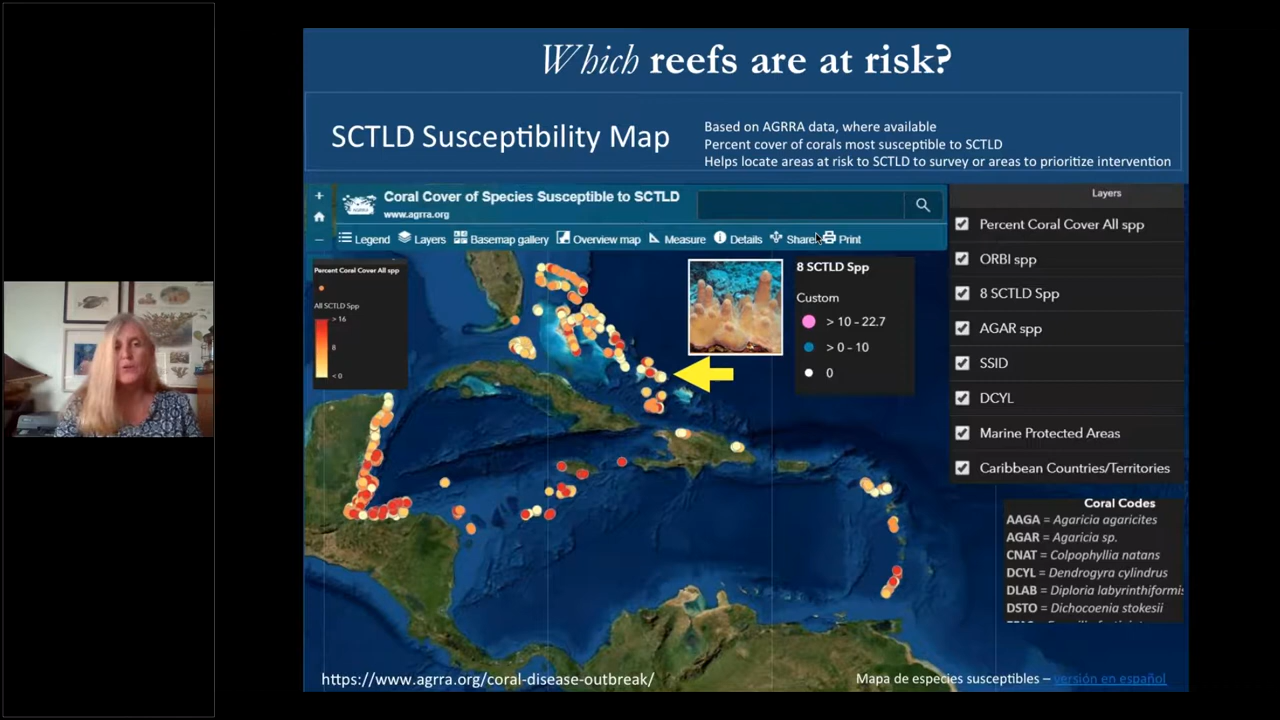 Which reefs are at risk?
SCTLD Susceptibility Map
Based on AGRRA data, where available
Percent cover of corals most susceptible to SCTLD
Helps locate areas at risk to SCTLD to survey or areas to prioritize intervention
+
−
AGRRA
Coral Cover of Species Susceptible to SCTLD
www.agrra.org
Legend Layers Basemap gallery Overview map Measure Details Share Print
Percent Coral Cover All spp
All SCTLD Spp
> 16
8
< 0
8 SCTLD Spp
Custom
> 10 - 22.7
> 0 - 10
0
Layers
Percent Coral Cover All spp
ORBI spp
8 SCTLD Spp
AGAR spp
SSID
DCYL
Marine Protected Areas
Caribbean Countries/Territories
Coral Codes
AAGA = Agaricia agaricites
AGAR = Agaricia sp.
CNAT = Colpophyllia natans
DCYL = Dendrogyra cylindrus
DLAB = Diploria labyrinthiformis
DSTO = Dichocoenia stokesii
https://www.agrra.org/coral-disease-outbreak/
Mapa de especies susceptibles – versión en español